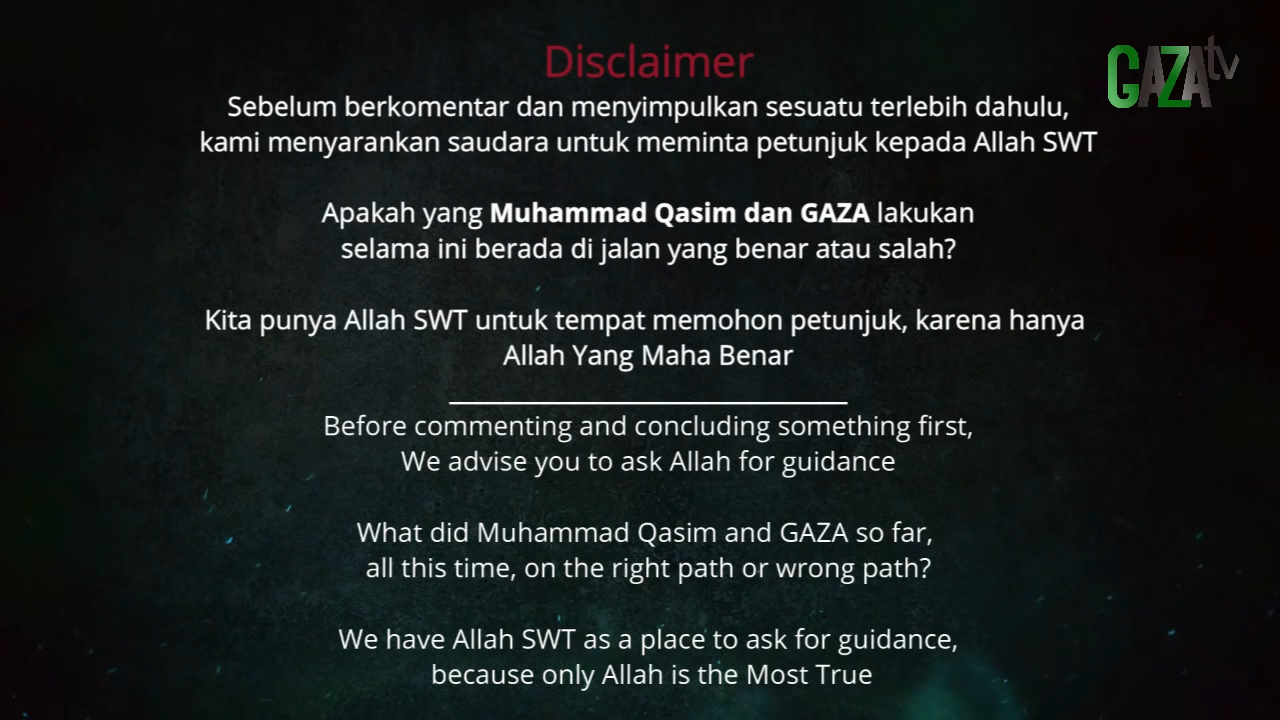 Disclaimer
GAZAtv
Sebelum berkomentar dan menyimpulkan sesuatu terlebih dahulu,
kami menyarankan saudara untuk meminta petunjuk kepada Allah SWT
Apakah yang Muhammad Qasim dan GAZA lakukan
selama ini berada di jalan yang benar atau salah?
Kita punya Allah SWT untuk tempat memohon petunjuk, karena hanya
Allah Yang Maha Benar
Before commenting and concluding something first,
We advise you to ask Allah for guidance
What did Muhammad Qasim and GAZA so far,
all this time, on the right path or wrong path?
We have Allah SWT as a place to ask for guidance,
because only Allah is the Most True